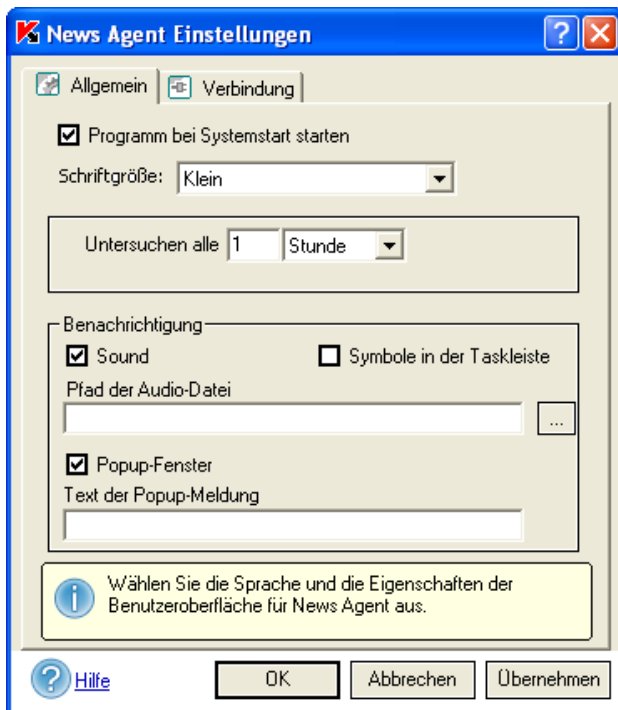 News Agent Einstellungen
Allgemein
Verbindung
Programm bei Systemstart starten
Schriftgröße: Klein
Untersuchen alle 1 Stunde
Benachrichtigung
Sound
Symbole in der Taskleiste
Pfad der Audio-Datei
...
Popup-Fenster
Text der Popup-Meldung
Wählen Sie die Sprache und die Eigenschaften der
Benutzeroberfläche für News Agent aus.
Hilfe
OK
Abbrechen
Übernehmen